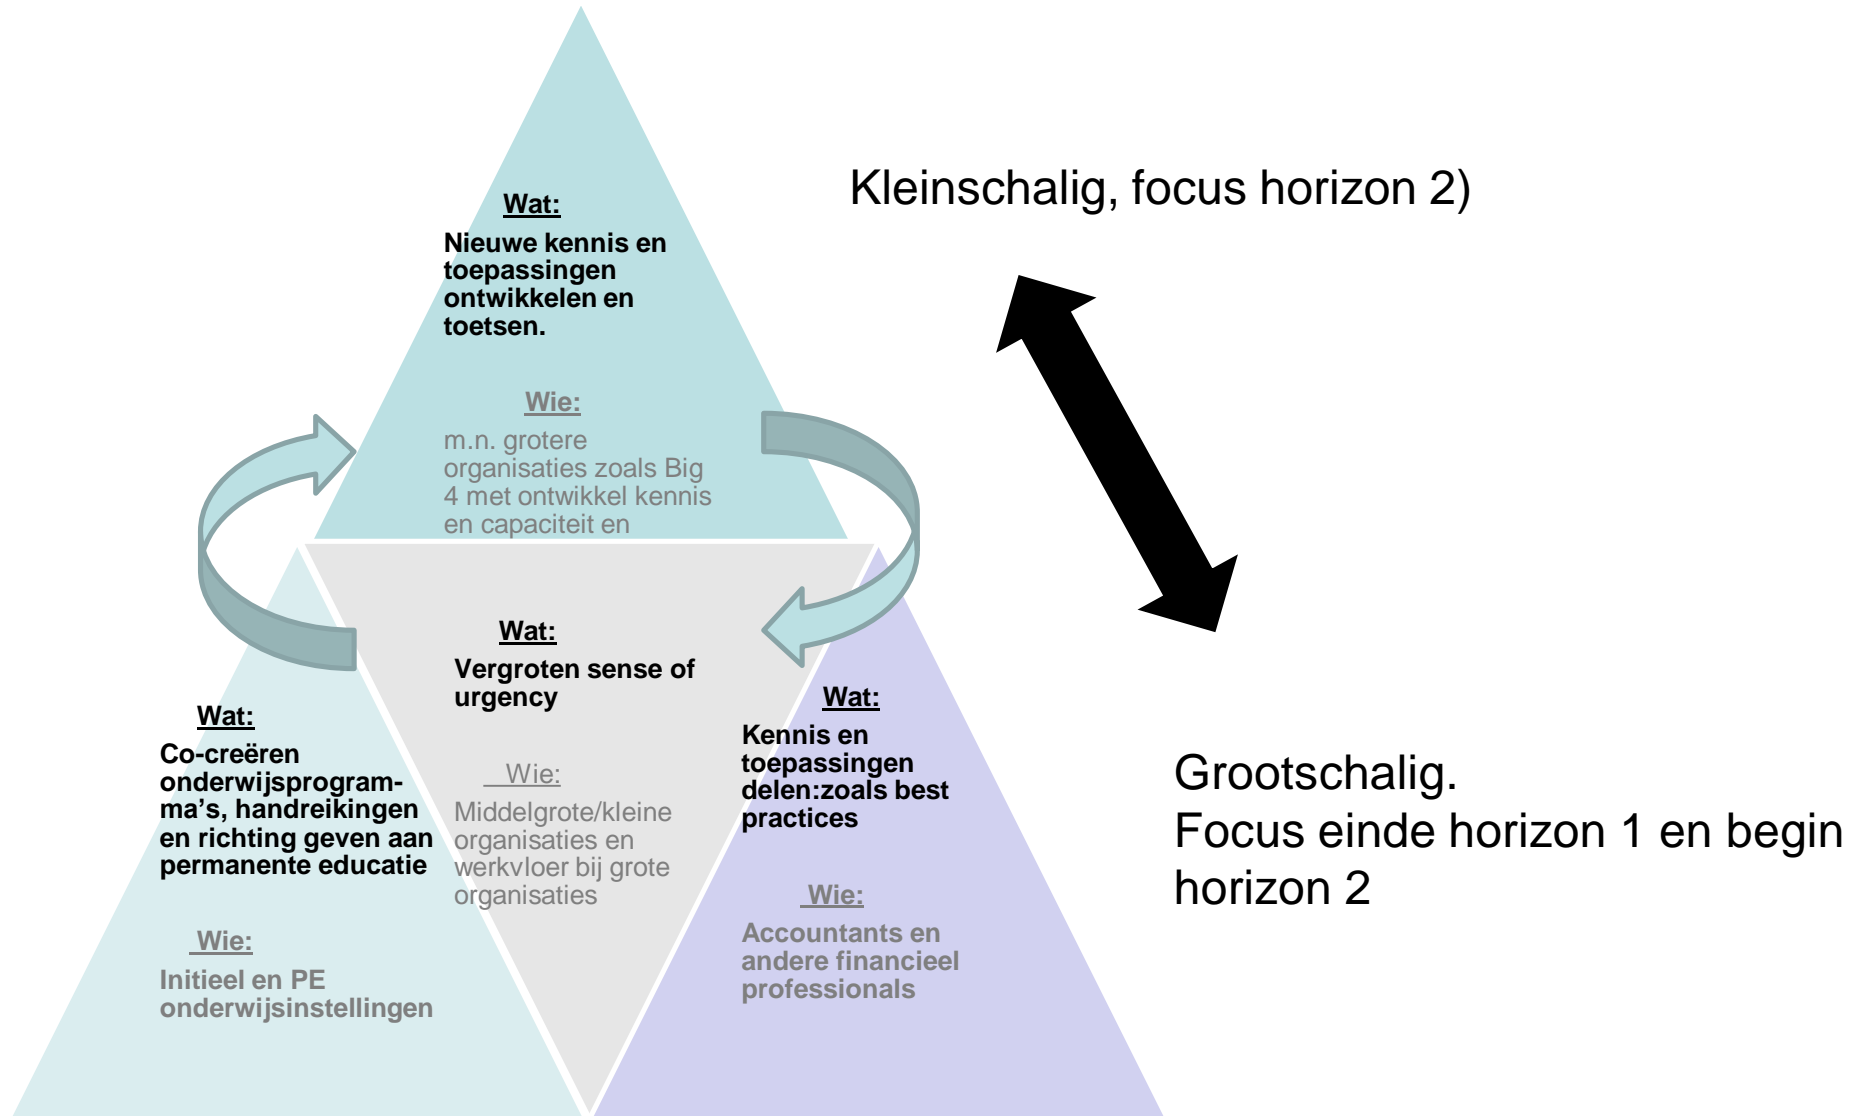 Kleinschalig, focus horizon 2)
Wat:
Nieuwe kennis en
toepassingen
ontwikkelen en
toetsen.
Wie:
m.n. grotere
organisaties zoals Big
4 met ontwikkel kennis
en capaciteit en
Wat:
Co-creëren
onderwijsprogram-
ma's, handreikingen
en richting geven aan
permanente educatie
Wie:
Initieel en PE
onderwijsinstellingen
Wat:
Vergroten sense of
urgency
Wie:
Middelgrote/kleine
organisaties en
werkvloer bij grote
organisaties
Wat:
Kennis en
toepassingen
delen:zoals best
practices
Wie:
Accountants en
andere financieel
professionals
Grootschalig.
Focus einde horizon 1 en begin
horizon 2